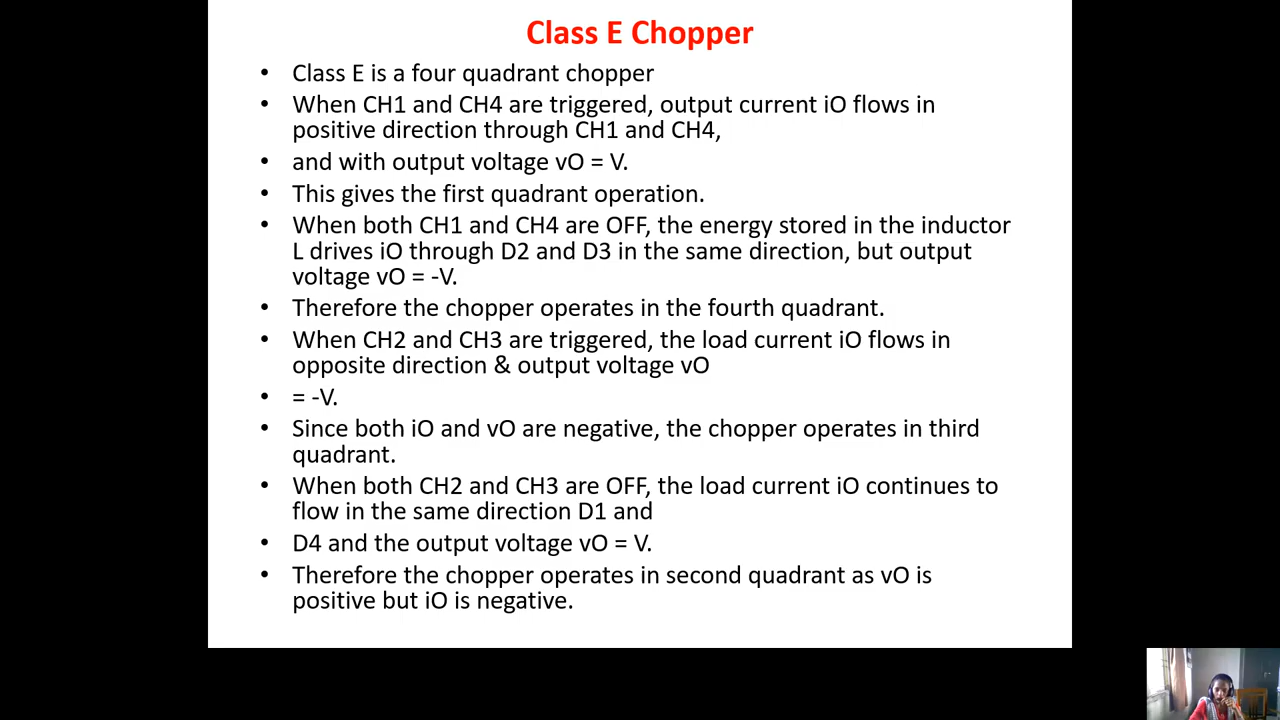 Class E Chopper
• Class E is a four quadrant chopper
• When CH1 and CH4 are triggered, output current iO flows in
positive direction through CH1 and CH4,
• and with output voltage vO = V.
• This gives the first quadrant operation.
• When both CH1 and CH4 are OFF, the energy stored in the inductor
L drives iO through D2 and D3 in the same direction, but output
voltage vO = -V.
• Therefore the chopper operates in the fourth quadrant.
• When CH2 and CH3 are triggered, the load current iO flows in
opposite direction & output voltage vO
• = -V.
• Since both iO and vO are negative, the chopper operates in third
quadrant.
• When both CH2 and CH3 are OFF, the load current iO continues to
flow in the same direction D1 and
• D4 and the output voltage vO = V.
• Therefore the chopper operates in second quadrant as vO is
positive but iO is negative.